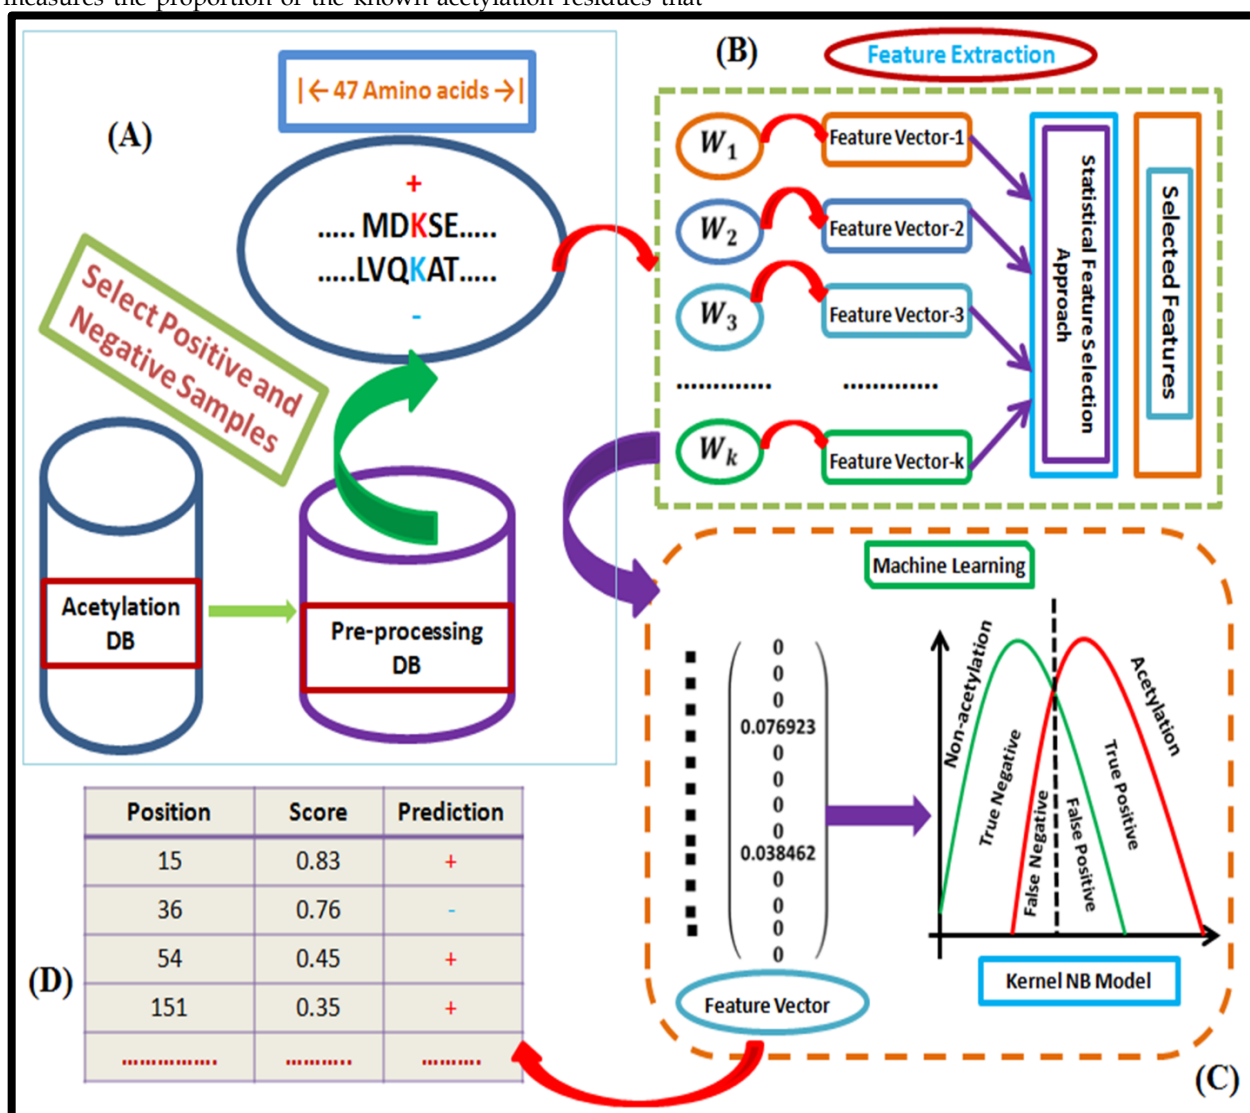 measures the proportion of the known acetylation residues that
(A)
|← 47 Amino acids →|
+
..... MDKSE.....
.....LVQKAT.....
-
Select Positive and
Negative Samples
Acetylation
DB
Pre-processing
DB
(B)
Feature Extraction
W1
Feature Vector-1
W2
Feature Vector-2
W3
Feature Vector-3
............. .............
Wk
Feature Vector-k
Statistical Feature Selection
Approach
Selected Features
Machine Learning
0
0
0
0.076923
0
0
0
0
0.038462
0
0
0
0
Feature Vector
Non-acetylation
True Negative
False Negative
False Positive
True Positive
Acetylation
Kernel NB Model
(C)
(D)
Position Score Prediction
15 0.83 +
36 0.76 -
54 0.45 +
151 0.35 +
................ ........... ..........